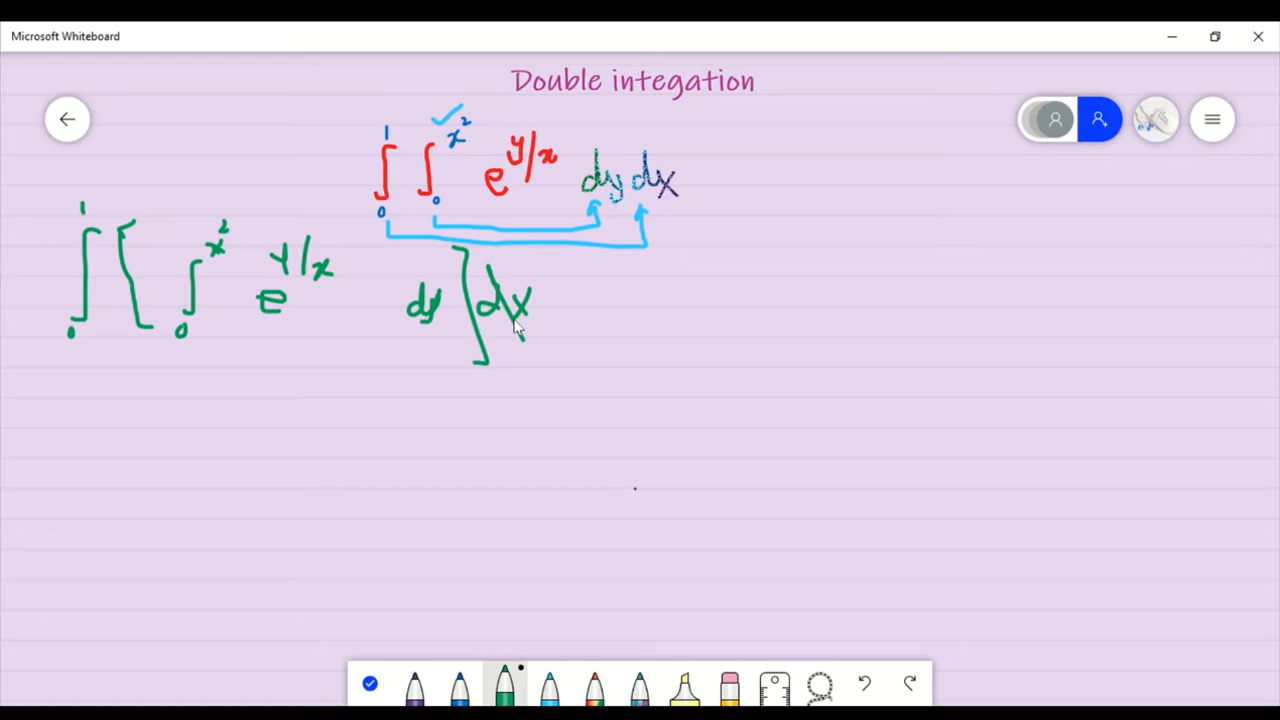 Microsoft Whiteboard
Double integation
∫₀¹ ∫₀^{x²} e^{y/x} dy dx
∫₀¹ [ ∫₀^{x²} e^{y/x} dy ] dx